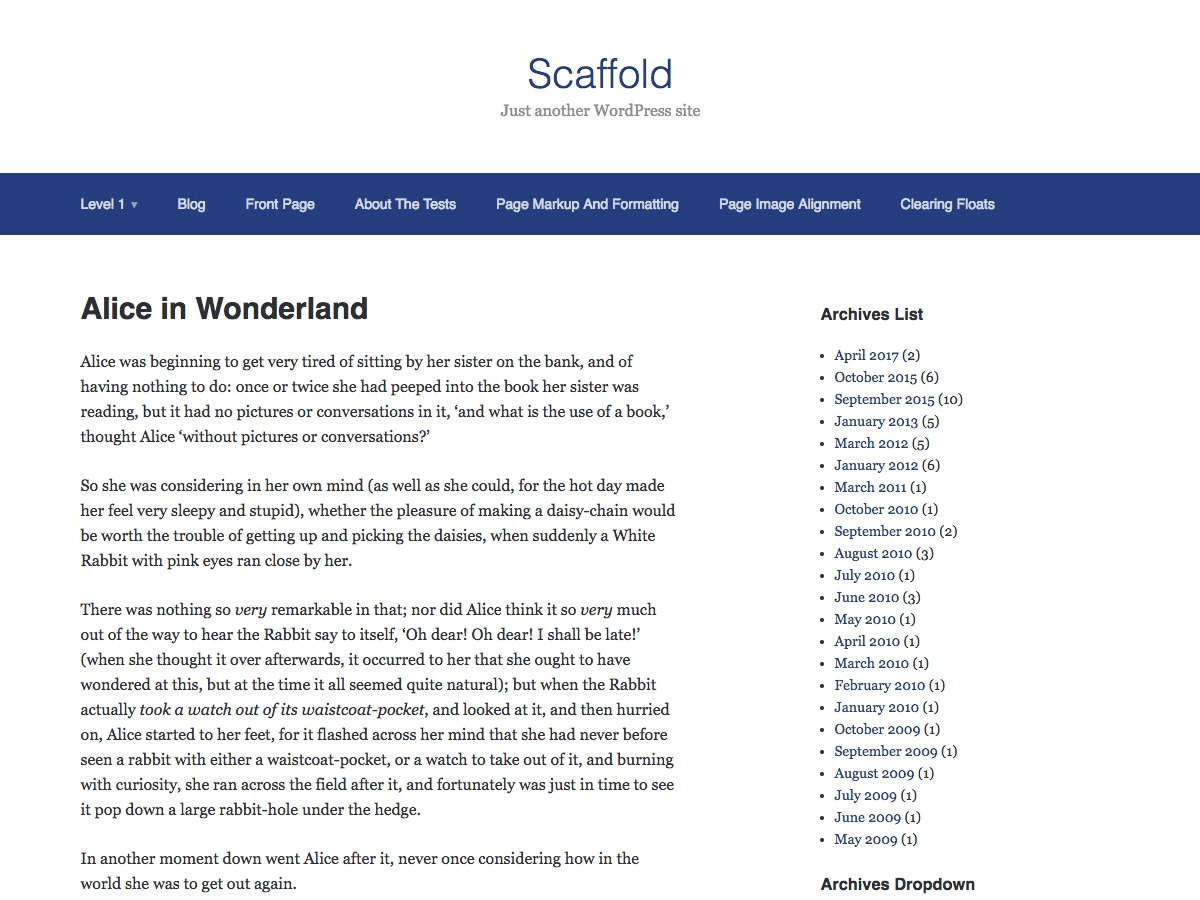 Scaffold
Just another WordPress site
Level 1 ▾
Blog
Front Page
About The Tests
Page Markup And Formatting
Page Image Alignment
Clearing Floats
Alice in Wonderland
Alice was beginning to get very tired of sitting by her sister on the bank, and of
having nothing to do: once or twice she had peeped into the book her sister was
reading, but it had no pictures or conversations in it, ‘and what is the use of a book,’
thought Alice ‘without pictures or conversations?’
So she was considering in her own mind (as well as she could, for the hot day made
her feel very sleepy and stupid), whether the pleasure of making a daisy-chain would
be worth the trouble of getting up and picking the daisies, when suddenly a White
Rabbit with pink eyes ran close by her.
There was nothing so very remarkable in that; nor did Alice think it so very much
out of the way to hear the Rabbit say to itself, ‘Oh dear! Oh dear! I shall be late!’
(when she thought it over afterwards, it occurred to her that she ought to have
wondered at this, but at the time it all seemed quite natural); but when the Rabbit
actually took a watch out of its waistcoat-pocket, and looked at it, and then hurried
on, Alice started to her feet, for it flashed across her mind that she had never before
seen a rabbit with either a waistcoat-pocket, or a watch to take out of it, and burning
with curiosity, she ran across the field after it, and fortunately was just in time to see
it pop down a large rabbit-hole under the hedge.
In another moment down went Alice after it, never once considering how in the
world she was to get out again.
Archives List
• April 2017 (2)
• October 2015 (6)
• September 2015 (10)
• January 2013 (5)
• March 2012 (5)
• January 2012 (6)
• March 2011 (1)
• October 2010 (1)
• September 2010 (2)
• August 2010 (3)
• July 2010 (1)
• June 2010 (3)
• May 2010 (1)
• April 2010 (1)
• March 2010 (1)
• February 2010 (1)
• January 2010 (1)
• October 2009 (1)
• September 2009 (1)
• August 2009 (1)
• July 2009 (1)
• June 2009 (1)
• May 2009 (1)
Archives Dropdown